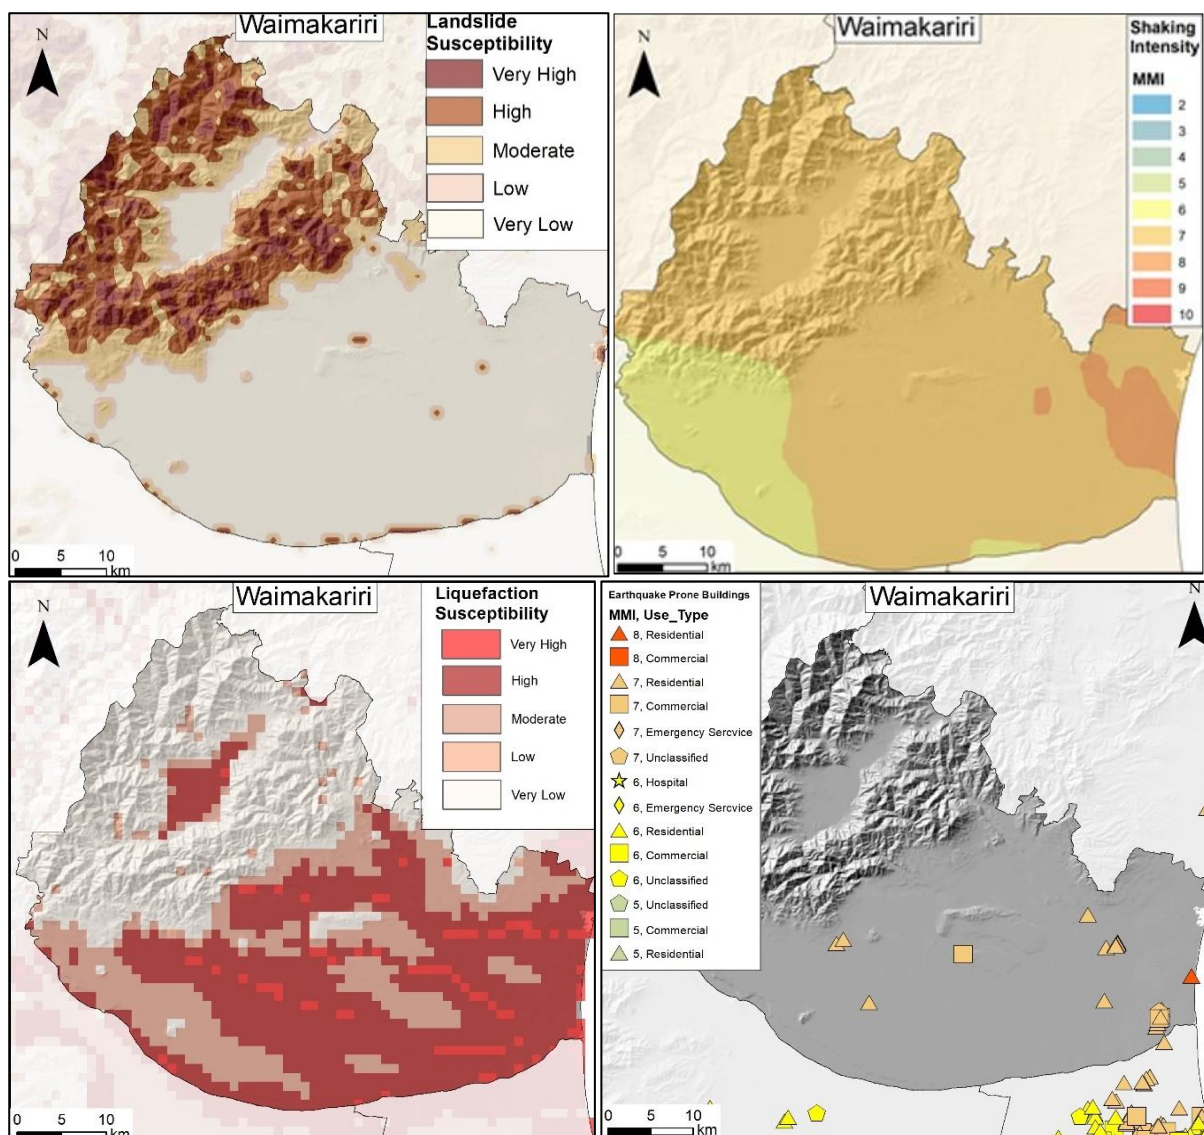 Waimakariri
N
Landslide
Susceptibility
Very High
High
Moderate
Low
Very Low
0 5 10
km
Waimakariri
N
Shaking
Intensity
MMI
2
3
4
5
6
7
8
9
10
0 5 10
km
Waimakariri
N
Liquefaction
Susceptibility
Very High
High
Moderate
Low
Very Low
0 5 10
km
Earthquake Prone Buildings
Waimakariri
N
MMI, Use_Type
8, Residential
8, Commercial
7, Residential
7, Commercial
7, Emergency Sercvice
7, Unclassified
6, Hospital
6, Emergency Sercvice
6, Residential
6, Commercial
6, Unclassified
5, Unclassified
5, Commercial
5, Residential
0 5 10
km